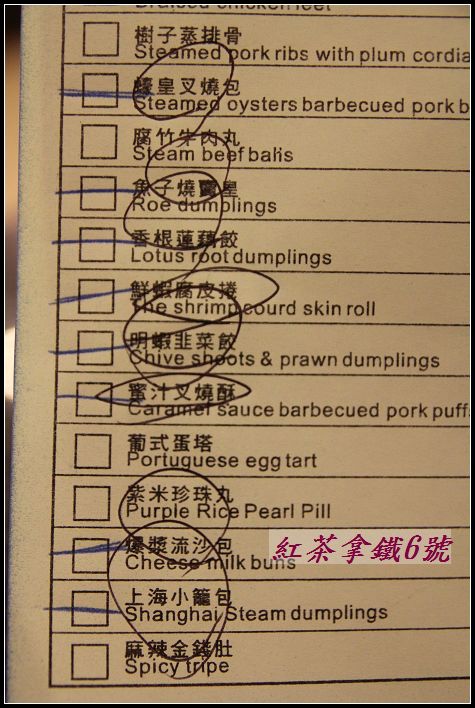 Braised chicken feet
樹子蒸排骨
Steamed pork ribs with plum cordia
蠔皇叉燒包
Steamed oysters barbecued pork b
腐竹牛肉丸
Steam beef balls
魚子燒賣皇
Roe dumplings
香根蓮藕餃
Lotus root dumplings
鮮蝦腐皮捲
The shrimp gourd skin roll
明蝦韭菜餃
Chive shoots & prawn dumplings
蜜汁叉燒酥
Caramel sauce barbecued pork puff
葡式蛋塔
Portuguese egg tart
紫米珍珠丸
Purple Rice Pearl Pill
爆漿流沙包
Cheese milk buns
紅茶拿鐵6號
上海小籠包
Shanghai Steam dumplings
麻辣金錢肚
Spicy tripe